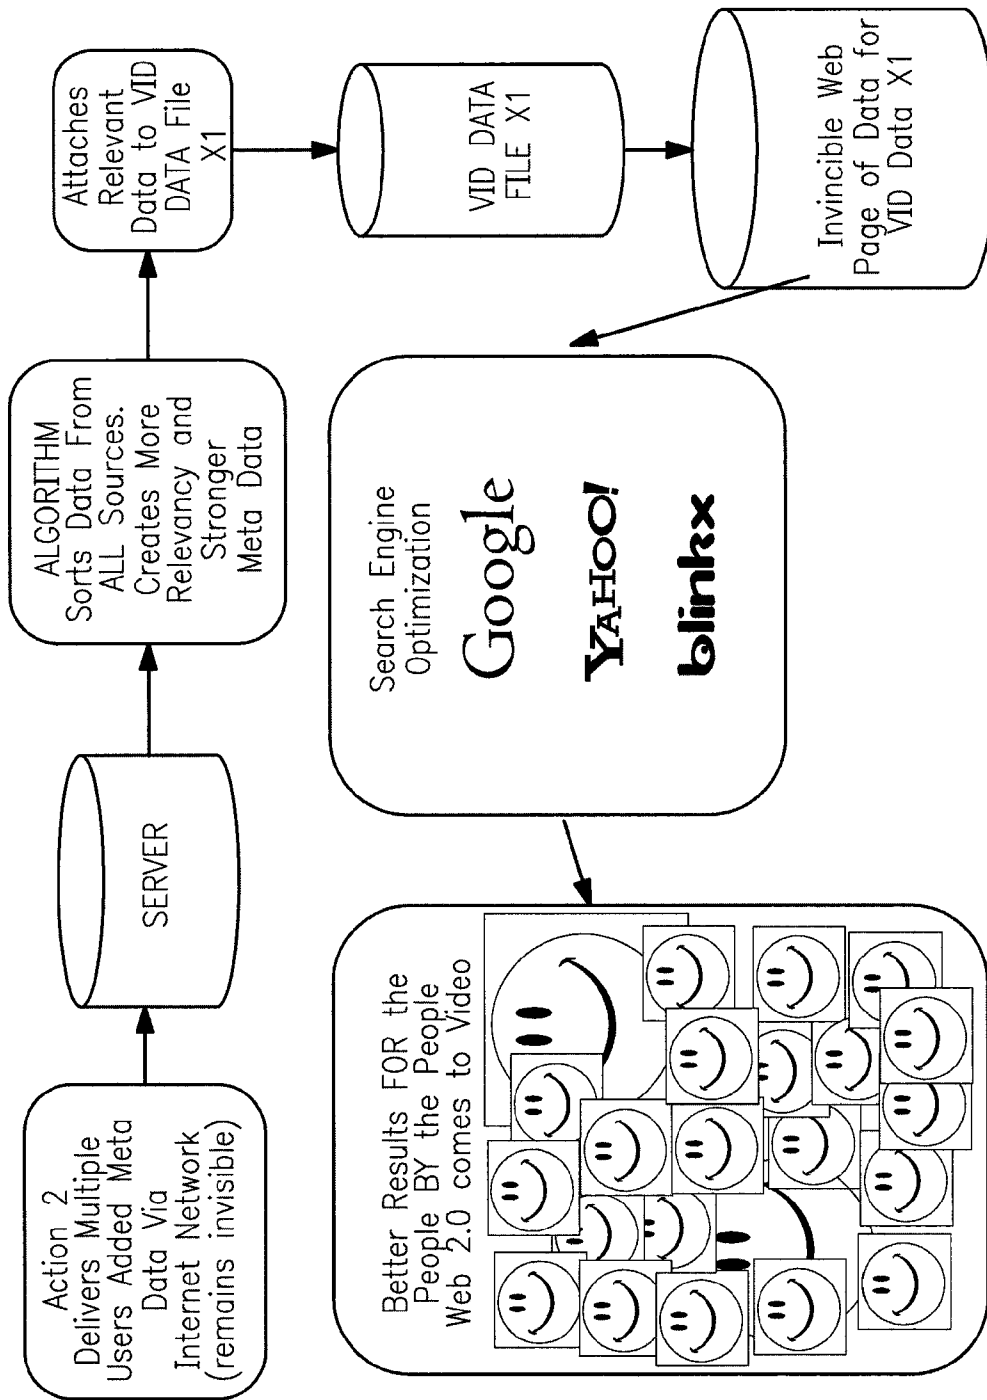 Action 2
Delivers Multiple
Users Added Meta
Data Via
Internet Network
(remains invisible)
SERVER
ALGORITHM
Sorts Data From
ALL Sources.
Creates More
Relevancy and
Stronger
Meta Data
Attaches
Relevant
Data to VID
DATA File
X1
VID DATA
FILE X1
Invincible Web
Page of Data for
VID Data X1
Search Engine
Optimization
Google
YAHOO!
blinkx
Better Results FOR the
People BY the People
Web 2.0 comes to Video